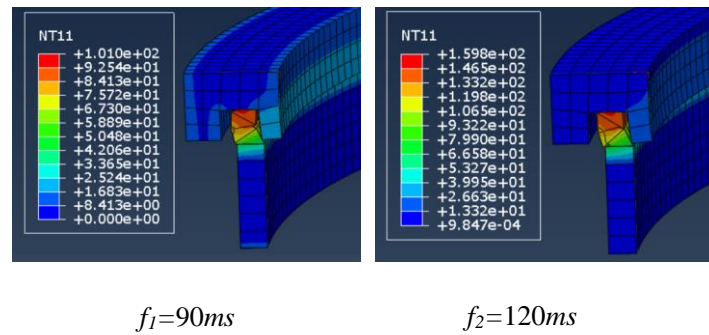 NT11
+1.010e+02
+9.254e+01
+8.413e+01
+7.572e+01
+6.730e+01
+5.889e+01
+5.048e+01
+4.206e+01
+3.365e+01
+2.524e+01
+1.683e+01
+8.413e+00
+0.000e+00
NT11
+1.598e+02
+1.465e+02
+1.332e+02
+1.198e+02
+1.065e+02
+9.322e+01
+7.990e+01
+6.658e+01
+5.327e+01
+3.995e+01
+2.663e+01
+1.332e+01
+9.847e-04
f1=90ms
f2=120ms